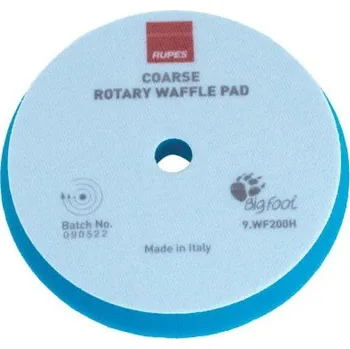 RUPES
COARSE
ROTARY WAFFLE PAD
Batch No.
090522
Bigfoot
9.WF200H
Made in Italy